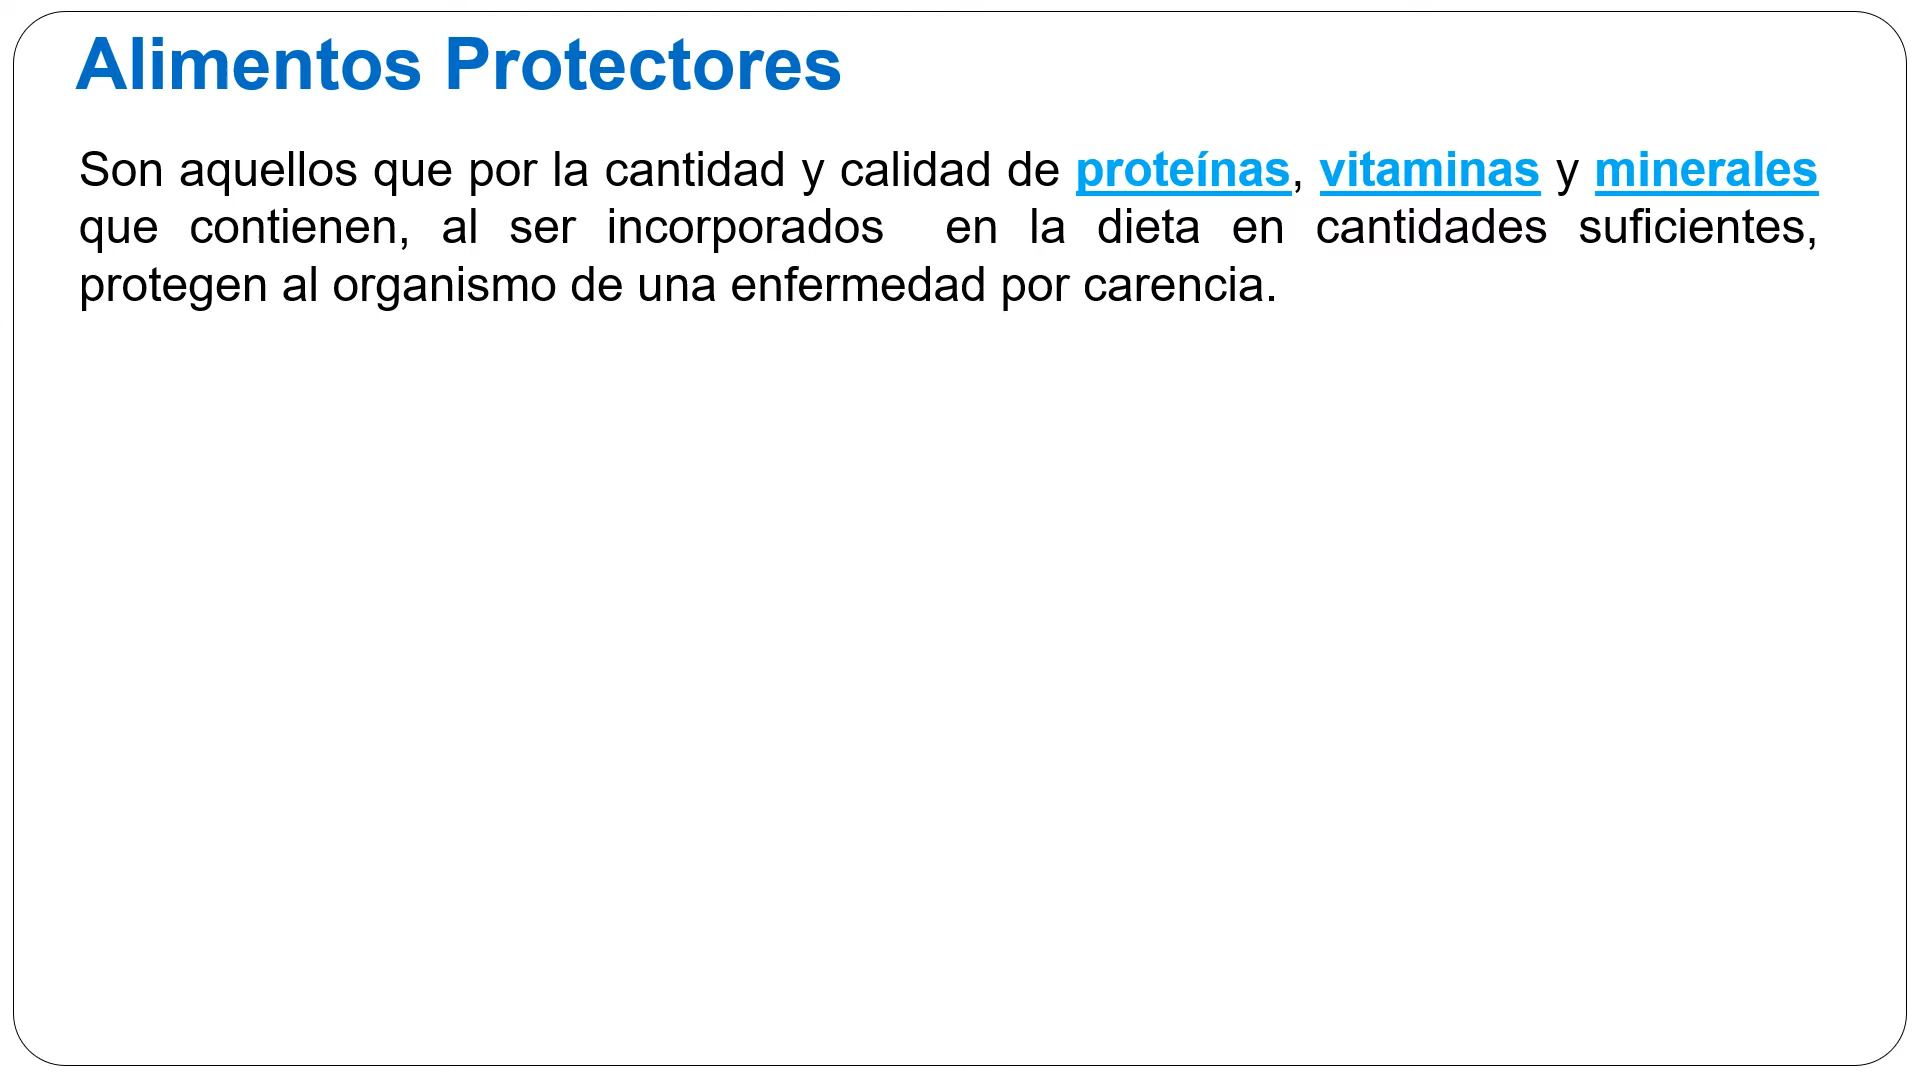 Alimentos Protectores
Son aquellos que por la cantidad y calidad de proteínas, vitaminas y minerales
que contienen, al ser incorporados en la dieta en cantidades suficientes,
protegen al organismo de una enfermedad por carencia.